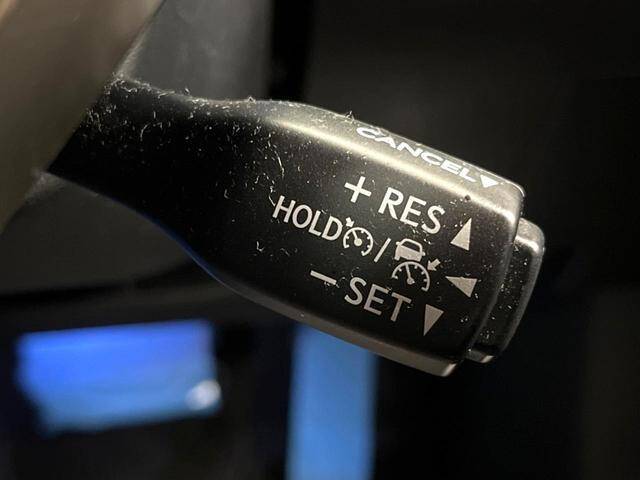 CANCEL▼
+ RES ▲
HOLD / ◀
− SET ▼